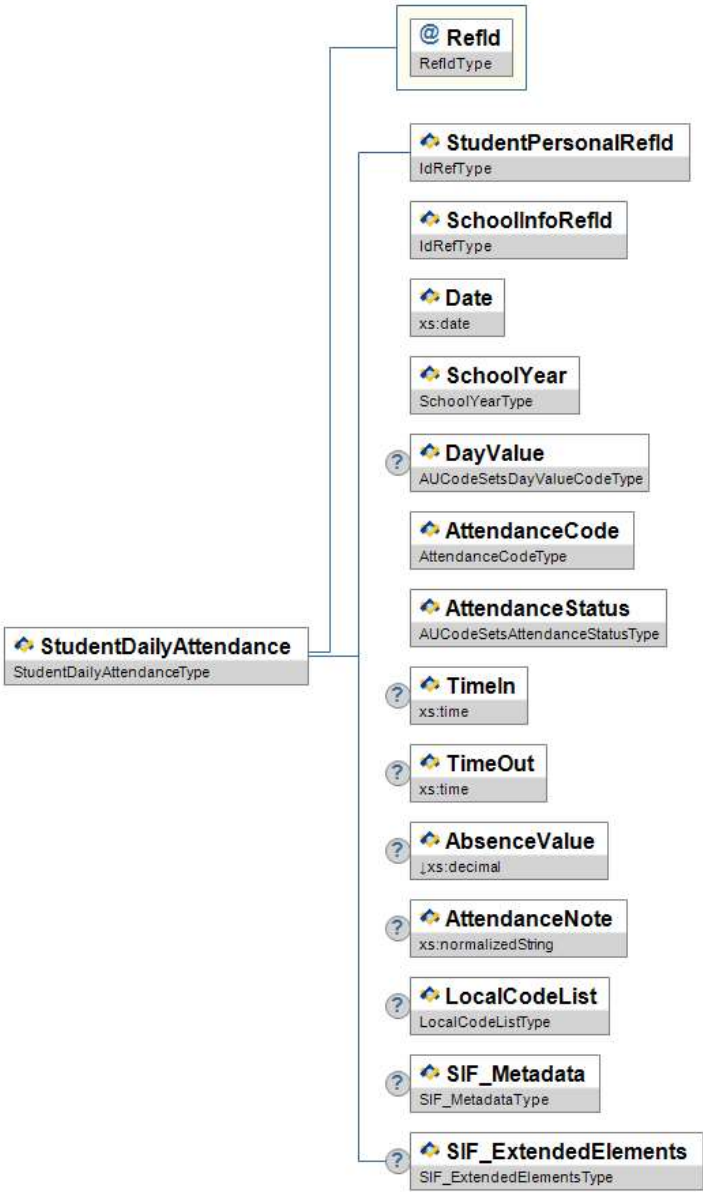 @ RefId
RefIdType
StudentPersonalRefId
IdRefType
SchoolInfoRefId
IdRefType
Date
xs:date
SchoolYear
SchoolYearType
? DayValue
AUCodeSetsDayValueCodeType
AttendanceCode
AttendanceCodeType
AttendanceStatus
AUCodeSetsAttendanceStatusType
StudentDailyAttendance
StudentDailyAttendanceType
? TimeIn
xs:time
? TimeOut
xs:time
? AbsenceValue
↓xs:decimal
? AttendanceNote
xs:normalizedString
? LocalCodeList
LocalCodeListType
? SIF_Metadata
SIF_MetadataType
? SIF_ExtendedElements
SIF_ExtendedElementsType